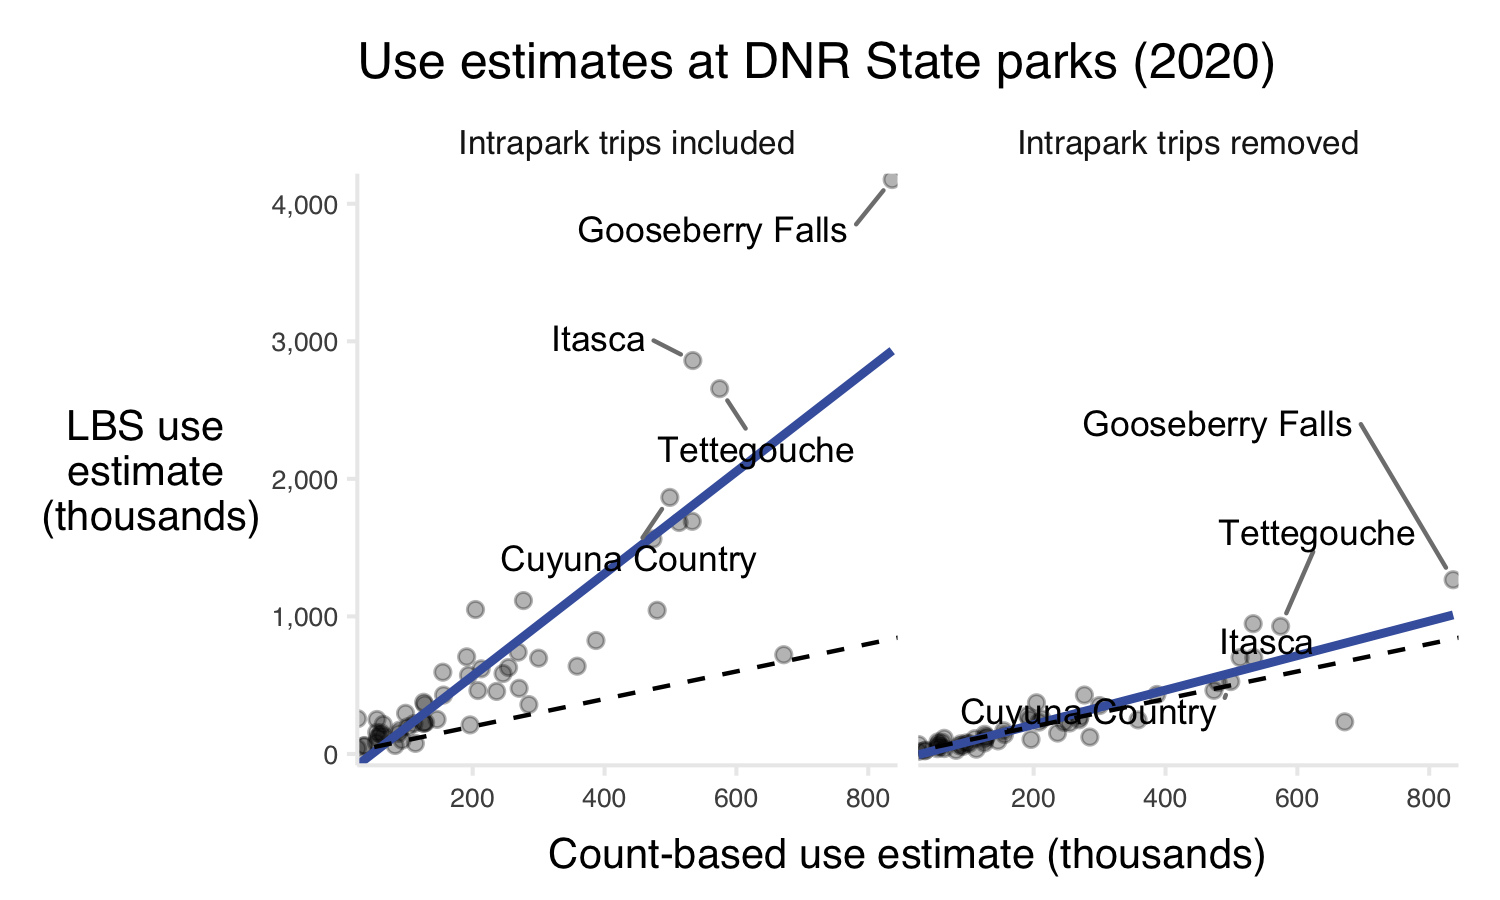 Use estimates at DNR State parks (2020)
Intrapark trips included
Intrapark trips removed
4,000
3,000
2,000
1,000
0
LBS use
estimate
(thousands)
Gooseberry Falls
Itasca
Tettegouche
Cuyuna Country
Gooseberry Falls
Tettegouche
Itasca
Cuyuna Country
200
400
600
800
200
400
600
800
Count-based use estimate (thousands)